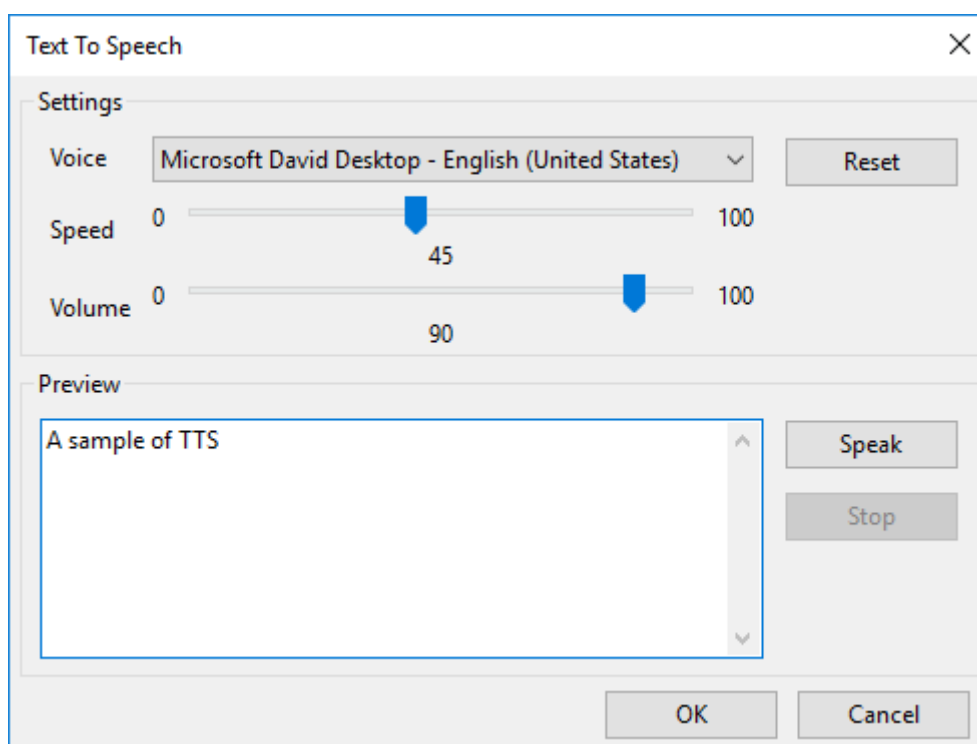 Text To Speech
Settings
Voice
Microsoft David Desktop - English (United States)
Reset
Speed
0
100
45
Volume
0
100
90
Preview
A sample of TTS
Speak
Stop
OK
Cancel